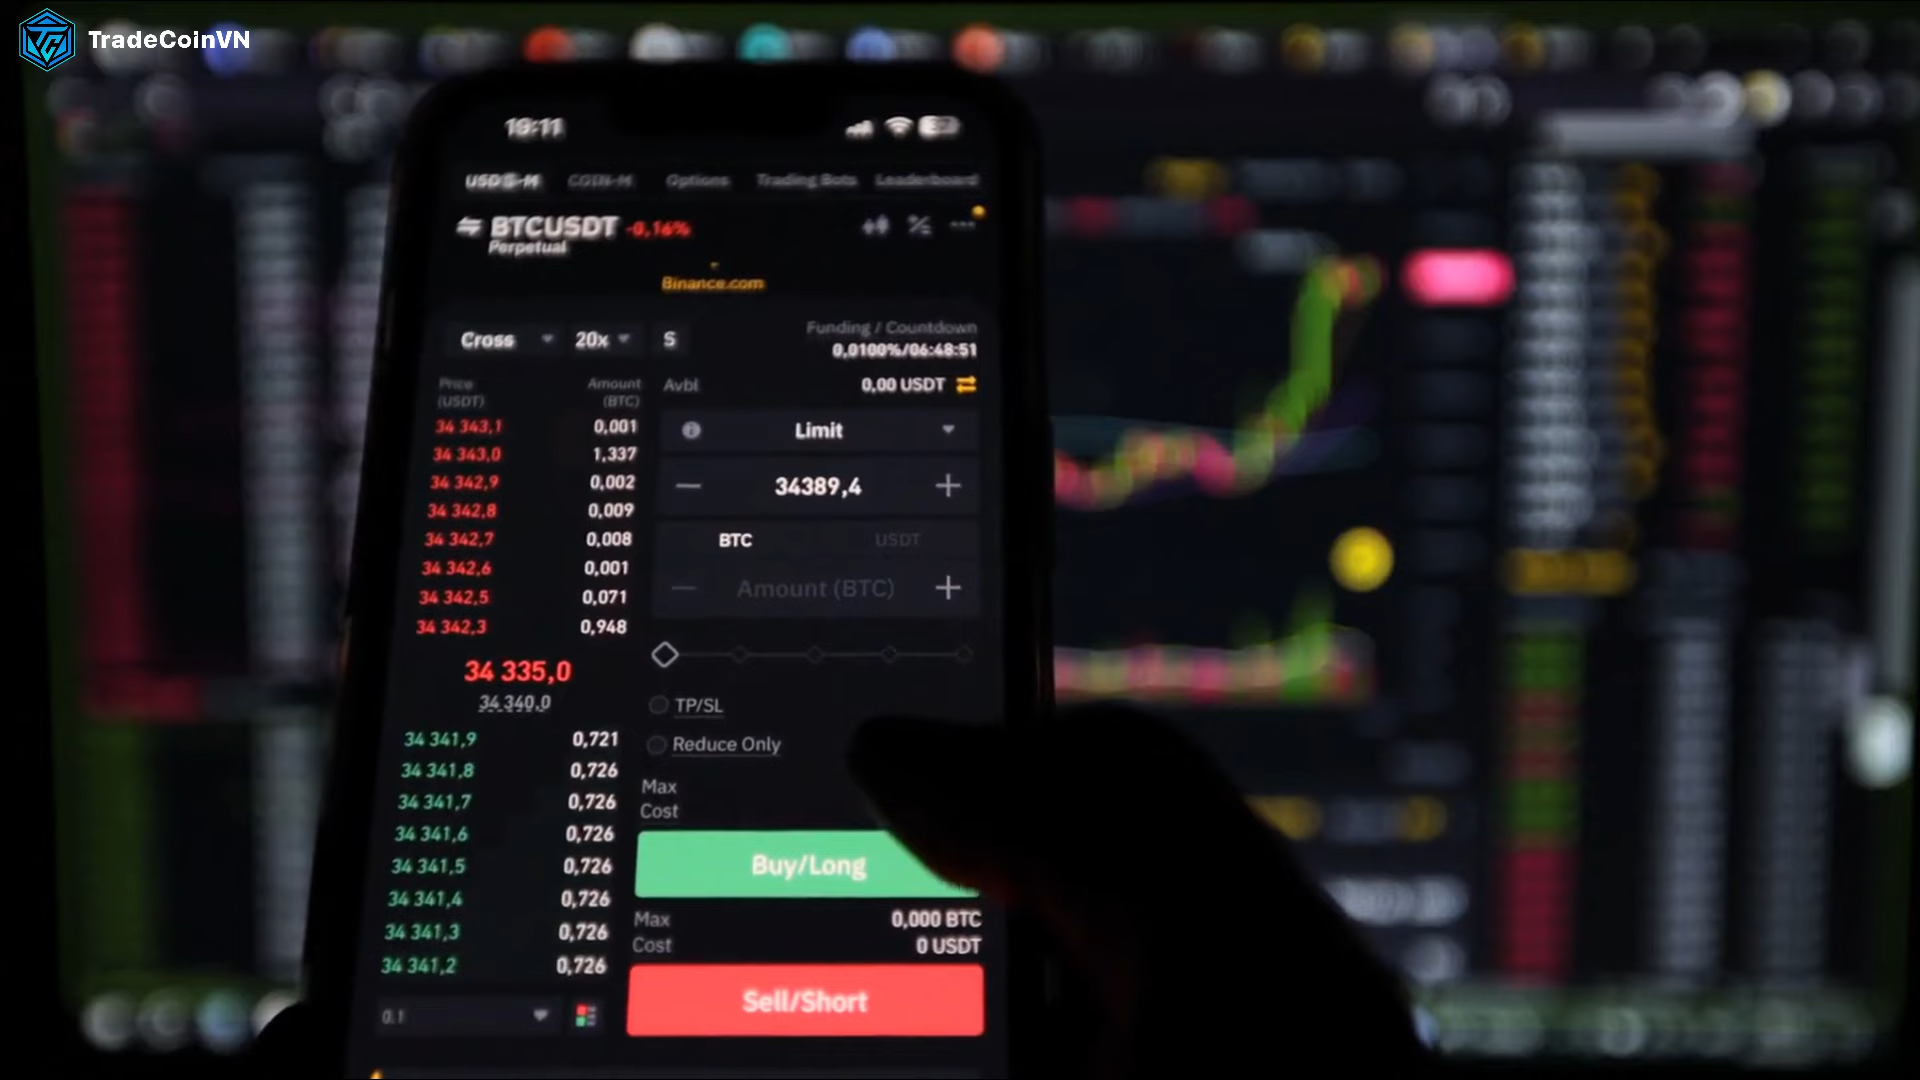 TradeCoinVN
19:11
USDⓈ-M COIN-M Options Trading Bots Leaderboard
BTCUSDT -0,16%
Perpetual
Binance.com
Cross 20x S
Funding / Countdown
0,0100%/06:48:51
Price (USDT) Amount (BTC)
Avbl 0,00 USDT
34 343,1 0,001
34 343,0 1,337
34 342,9 0,002
34 342,8 0,009
34 342,7 0,008
34 342,6 0,001
34 342,5 0,071
34 342,3 0,948
34 335,0
34 340,0
34 341,9 0,721
34 341,8 0,726
34 341,7 0,726
34 341,6 0,726
34 341,5 0,726
34 341,4 0,726
34 341,3 0,726
34 341,2 0,726
0.1
Limit
34389,4
BTC USDT
Amount (BTC)
TP/SL
Reduce Only
Max
Cost
Buy/Long
Max 0,000 BTC
Cost 0 USDT
Sell/Short